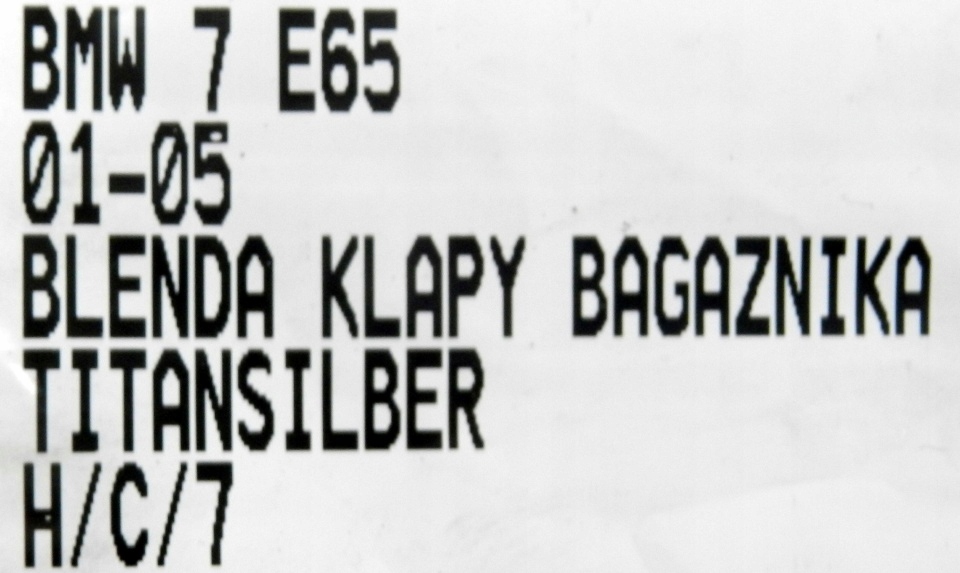 BMW 7 E65
01-05
BLENDA KLAPY BAGAZNIKA
TITANSILBER
H/C/7